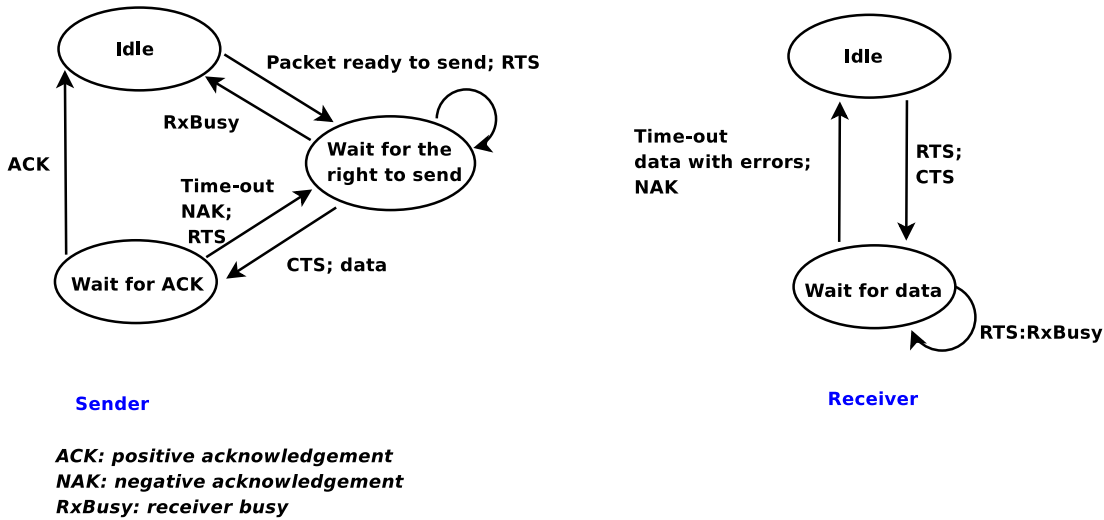 Idle
Packet ready to send; RTS
RxBusy
Wait for the
right to send
ACK
Time-out
NAK;
RTS
CTS; data
Wait for ACK
Sender
Idle
Time-out
data with errors;
NAK
RTS;
CTS
Wait for data
RTS:RxBusy
Receiver
ACK: positive acknowledgement
NAK: negative acknowledgement
RxBusy: receiver busy